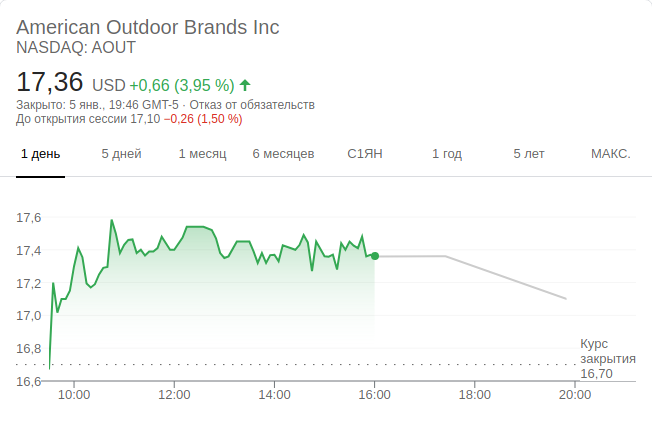 American Outdoor Brands Inc
NASDAQ: AOUT
17,36 USD +0,66 (3,95 %)
Закрыто: 5 янв., 19:46 GMT-5 · Отказ от обязательств
До открытия сессии 17,10 −0,26 (1,50 %)
1 день 5 дней 1 месяц 6 месяцев С1ЯН 1 год 5 лет МАКС.
17,6
17,4
17,2
17,0
16,8
16,6
Курс
закрытия
16,70
10:00 12:00 14:00 16:00 18:00 20:00